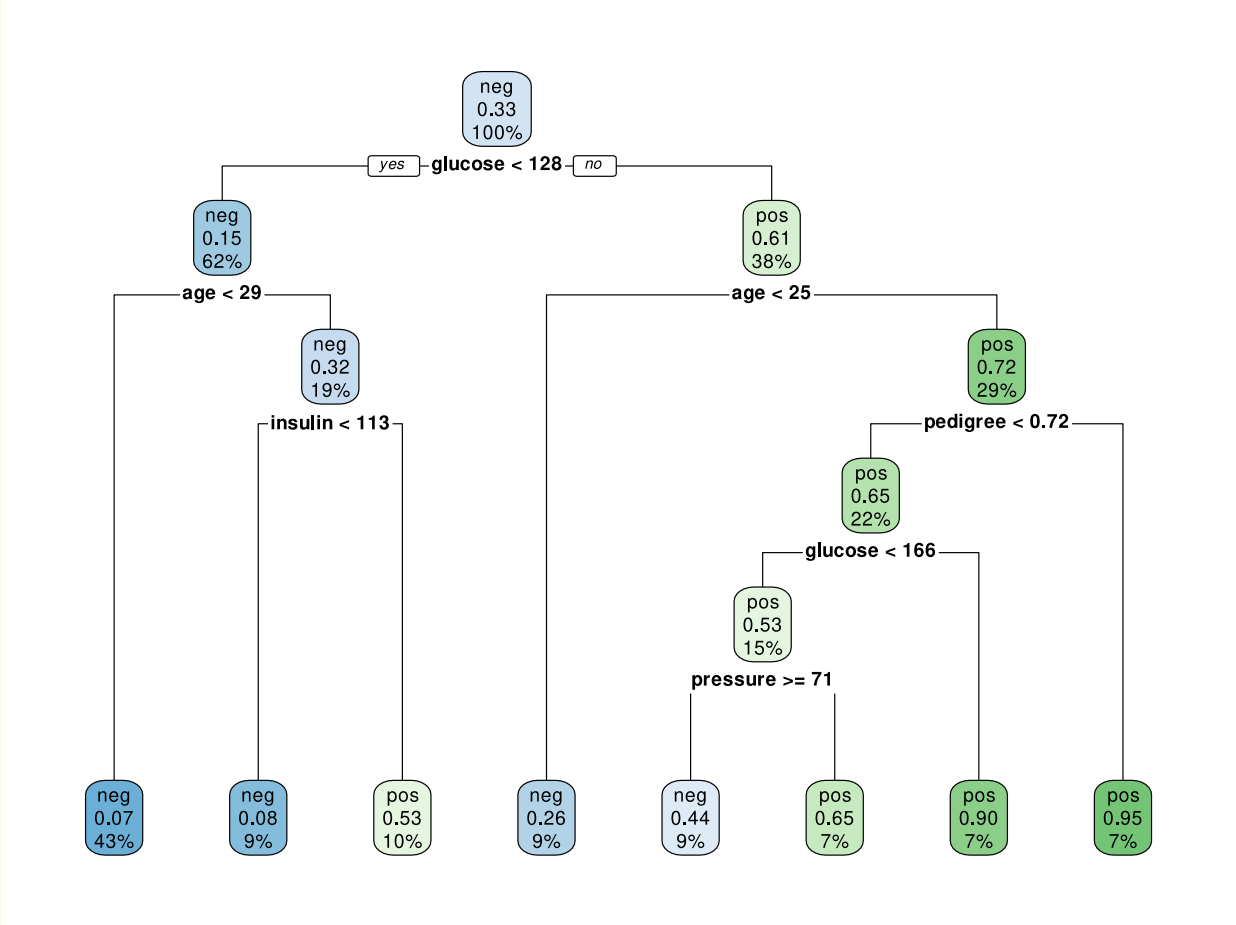 neg
0.33
100%
yes
glucose < 128
no
neg
0.15
62%
pos
0.61
38%
age < 29
age < 25
neg
0.32
19%
pos
0.72
29%
insulin < 113
pedigree < 0.72
pos
0.65
22%
glucose < 166
pos
0.53
15%
pressure >= 71
neg
0.07
43%
neg
0.08
9%
pos
0.53
10%
neg
0.26
9%
neg
0.44
9%
pos
0.65
7%
pos
0.90
7%
pos
0.95
7%